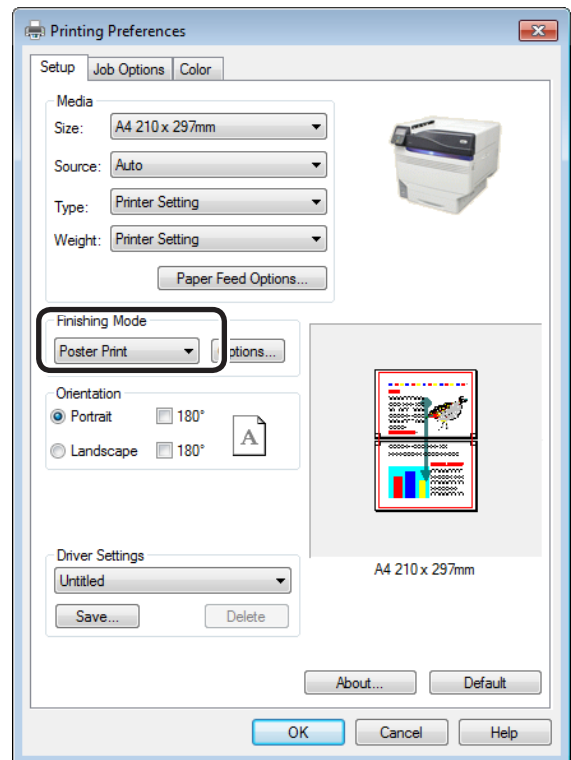 Printing Preferences
Setup Job Options Color
Media
Size: A4 210 x 297mm
Source: Auto
Type: Printer Setting
Weight: Printer Setting
Paper Feed Options...
Finishing Mode
Poster Print ptions...
Orientation
Portrait 180°
A
Landscape 180°
Driver Settings
Untitled
Save... Delete
A4 210 x 297mm
About... Default
OK Cancel Help